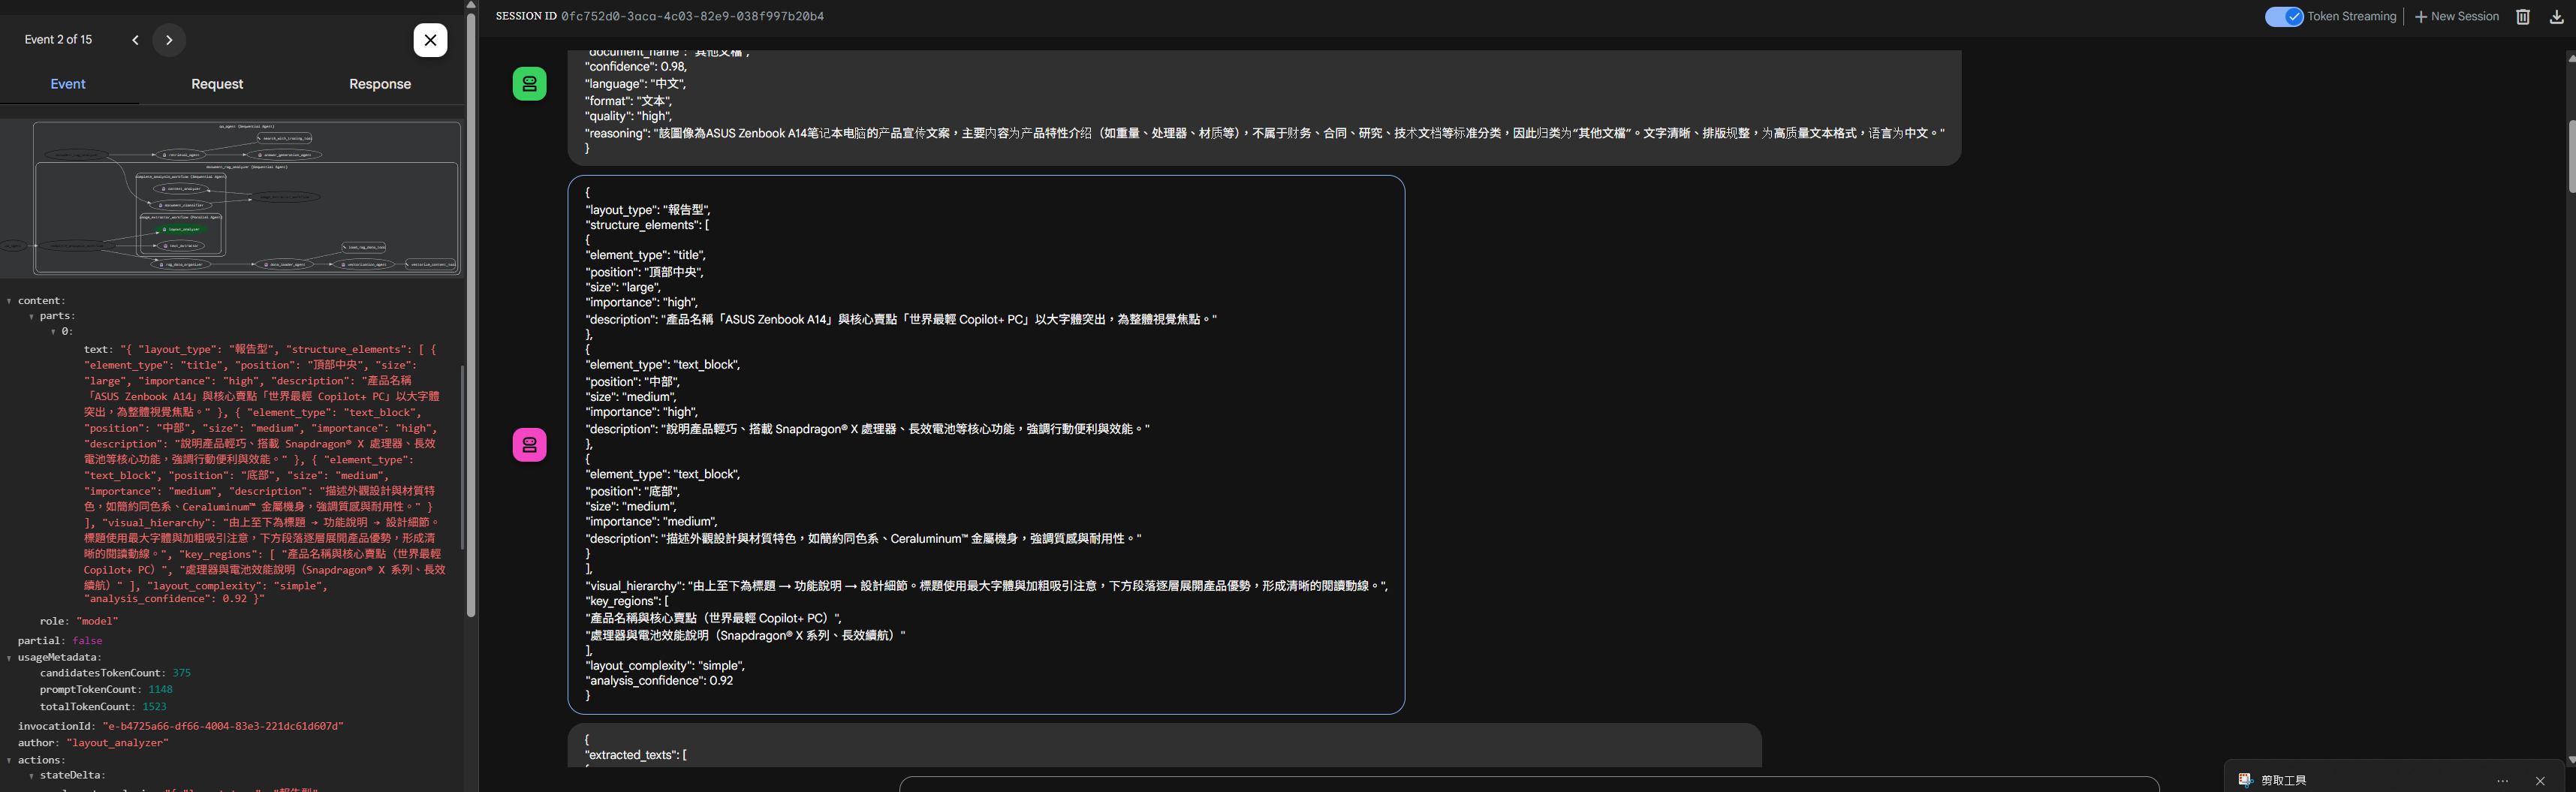 Event 2 of 15
Event
Request
Response
qa_agent (Sequential Agent)
search_with_tracing_tool
retrieval_agent
answer_generation_agent
document_rag_analyzer (Sequential Agent)
complete_analysis_workflow (Sequential Agent)
content_analyzer
document_classifier
image_extractor_workflow (Parallel Agent)
layout_analyzer
text_extractor
rag_data_organizer
data_loader_agent
load_rag_data_tool
vectorization_agent
content:
parts:
0:
text: "{ "layout_type": "報告型", "structure_elements": [ {
"element_type": "title", "position": "頂部中央", "size":
"large", "importance": "high", "description": "產品名稱
「ASUS Zenbook A14」與核心賣點「世界最輕 Copilot+ PC」以大字體
突出，為整體視覺焦點。" }, { "element_type": "text_block",
"position": "中部", "size": "medium", "importance": "high",
"description": "說明產品輕巧、搭載 Snapdragon® X 處理器、長效
電池等核心功能，強調行動便利與效能。" }, { "element_type":
"text_block", "position": "底部", "size": "medium",
"importance": "medium", "description": "描述外觀設計與材質特
色，如簡約同色系、Ceraluminum™ 金屬機身，強調質感與耐用性。" }
], "visual_hierarchy": "由上至下為標題 → 功能說明 → 設計細節。
標題使用最大字體與加粗吸引注意，下方段落逐層展開產品優勢，形成清
晰的閱讀動線。", "key_regions": [ "產品名稱與核心賣點（世界最輕
Copilot+ PC）", "處理器與電池效能說明（Snapdragon® X 系列、長效
續航）" ], "layout_complexity": "simple",
"analysis_confidence": 0.92 }"
role: "model"
partial: false
usageMetadata:
candidatesTokenCount: 375
promptTokenCount: 1148
totalTokenCount: 1523
invocationId: "e-b4725a66-df66-4004-83e3-221dc61d607d"
author: "layout_analyzer"
actions:
stateDelta:
SESSION ID 0fc752d0-3aca-4c03-82e9-038f997b20b4
Token Streaming
New Session
"document_name": "其他文檔",
"confidence": 0.98,
"language": "中文",
"format": "文本",
"quality": "high",
"reasoning": "該圖像為ASUS Zenbook A14笔记本电脑的产品宣传文案，主要内容为产品特性介绍（如重量、处理器、材质等），不属于财务、合同、研究、技术文档等标准分类，因此归类为"其他文檔"。文字清晰、排版规整，为高质量文本格式，语言为中文。"
}
{
"layout_type": "報告型",
"structure_elements": [
{
"element_type": "title",
"position": "頂部中央",
"size": "large",
"importance": "high",
"description": "產品名稱「ASUS Zenbook A14」與核心賣點「世界最輕 Copilot+ PC」以大字體突出，為整體視覺焦點。"
},
{
"element_type": "text_block",
"position": "中部",
"size": "medium",
"importance": "high",
"description": "說明產品輕巧、搭載 Snapdragon® X 處理器、長效電池等核心功能，強調行動便利與效能。"
},
{
"element_type": "text_block",
"position": "底部",
"size": "medium",
"importance": "medium",
"description": "描述外觀設計與材質特色，如簡約同色系、Ceraluminum™ 金屬機身，強調質感與耐用性。"
}
],
"visual_hierarchy": "由上至下為標題 → 功能說明 → 設計細節。標題使用最大字體與加粗吸引注意，下方段落逐層展開產品優勢，形成清晰的閱讀動線。",
"key_regions": [
"產品名稱與核心賣點（世界最輕 Copilot+ PC）",
"處理器與電池效能說明（Snapdragon® X 系列、長效續航）"
],
"layout_complexity": "simple",
"analysis_confidence": 0.92
}
{
"extracted_texts": [
剪取工具